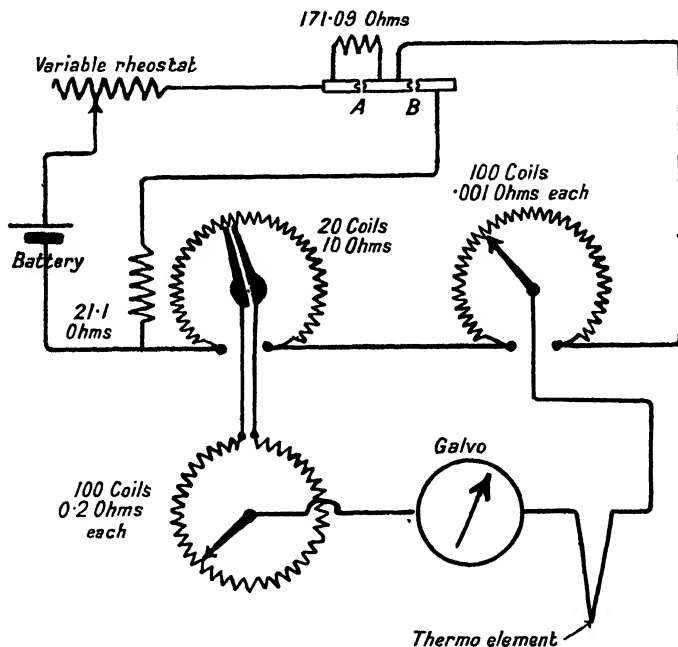 171·09 Ohms
Variable rheostat
A B
100 Coils
·001 Ohms each
20 Coils
10 Ohms
Battery
21·1
Ohms
Galvo
100 Coils
0·2 Ohms
each
Thermo element